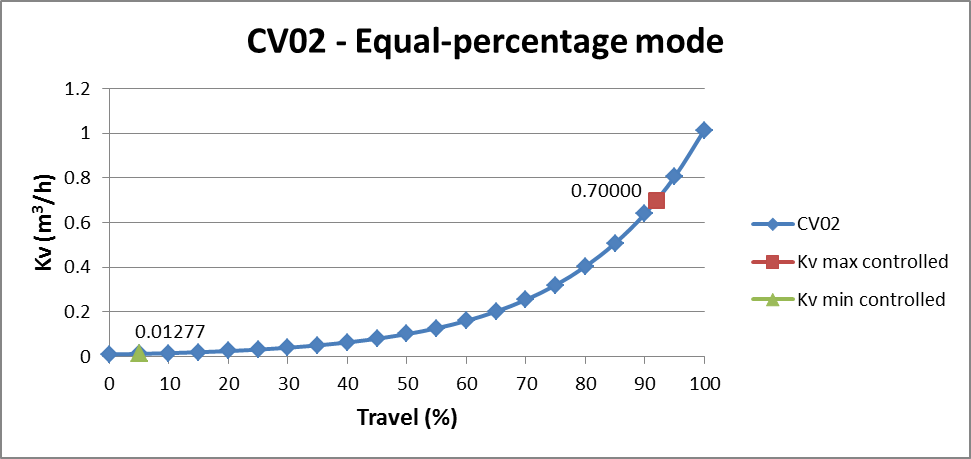 CV02 - Equal-percentage mode
1.2
1
0.8
0.6
0.4
0.2
0
Kv (m³/h)
0.70000
0.01277
0 10 20 30 40 50 60 70 80 90 100
Travel (%)
CV02
Kv max controlled
Kv min controlled